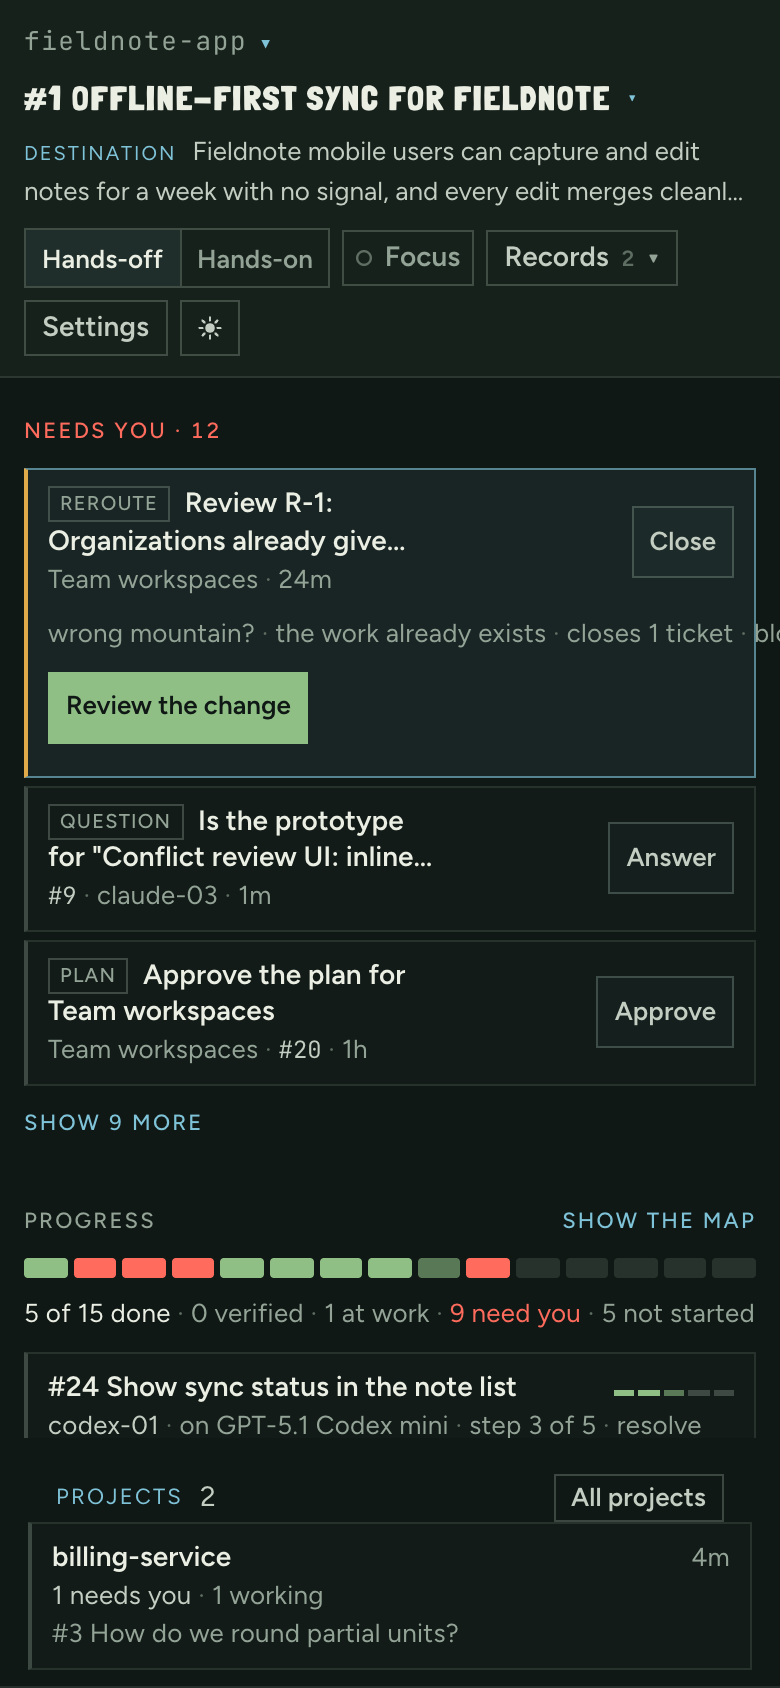 fieldnote-app ▾
#1 OFFLINE-FIRST SYNC FOR FIELDNOTE ▾
DESTINATION Fieldnote mobile users can capture and edit
notes for a week with no signal, and every edit merges cleanl...
Hands-off Hands-on Focus Records 2 ▾
Settings
NEEDS YOU · 12
REROUTE Review R-1:
Organizations already give...
Close
Team workspaces · 24m
wrong mountain? · the work already exists · closes 1 ticket ·
Review the change
QUESTION Is the prototype
for "Conflict review UI: inline...
Answer
#9 · claude-03 · 1m
PLAN Approve the plan for
Team workspaces
Approve
Team workspaces · #20 · 1h
SHOW 9 MORE
PROGRESS SHOW THE MAP
5 of 15 done · 0 verified · 1 at work · 9 need you · 5 not started
#24 Show sync status in the note list
codex-01 · on GPT-5.1 Codex mini · step 3 of 5 · resolve
PROJECTS 2 All projects
billing-service 4m
1 needs you · 1 working
#3 How do we round partial units?